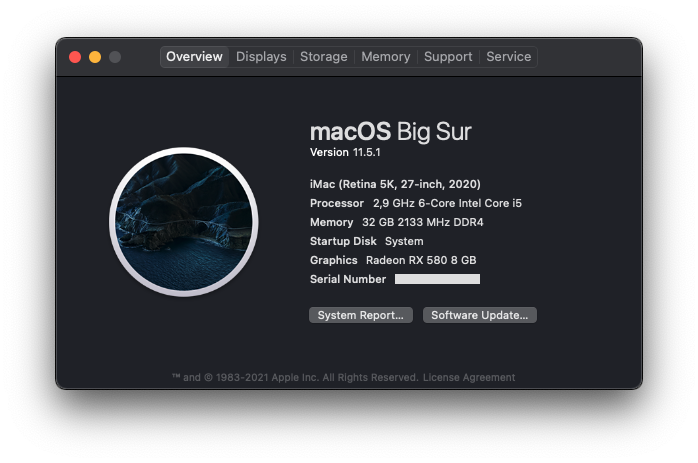 Overview Displays Storage Memory Support Service
macOS Big Sur
Version 11.5.1
iMac (Retina 5K, 27-inch, 2020)
Processor 2,9 GHz 6-Core Intel Core i5
Memory 32 GB 2133 MHz DDR4
Startup Disk System
Graphics Radeon RX 580 8 GB
Serial Number
System Report... Software Update...
™ and © 1983-2021 Apple Inc. All Rights Reserved. License Agreement